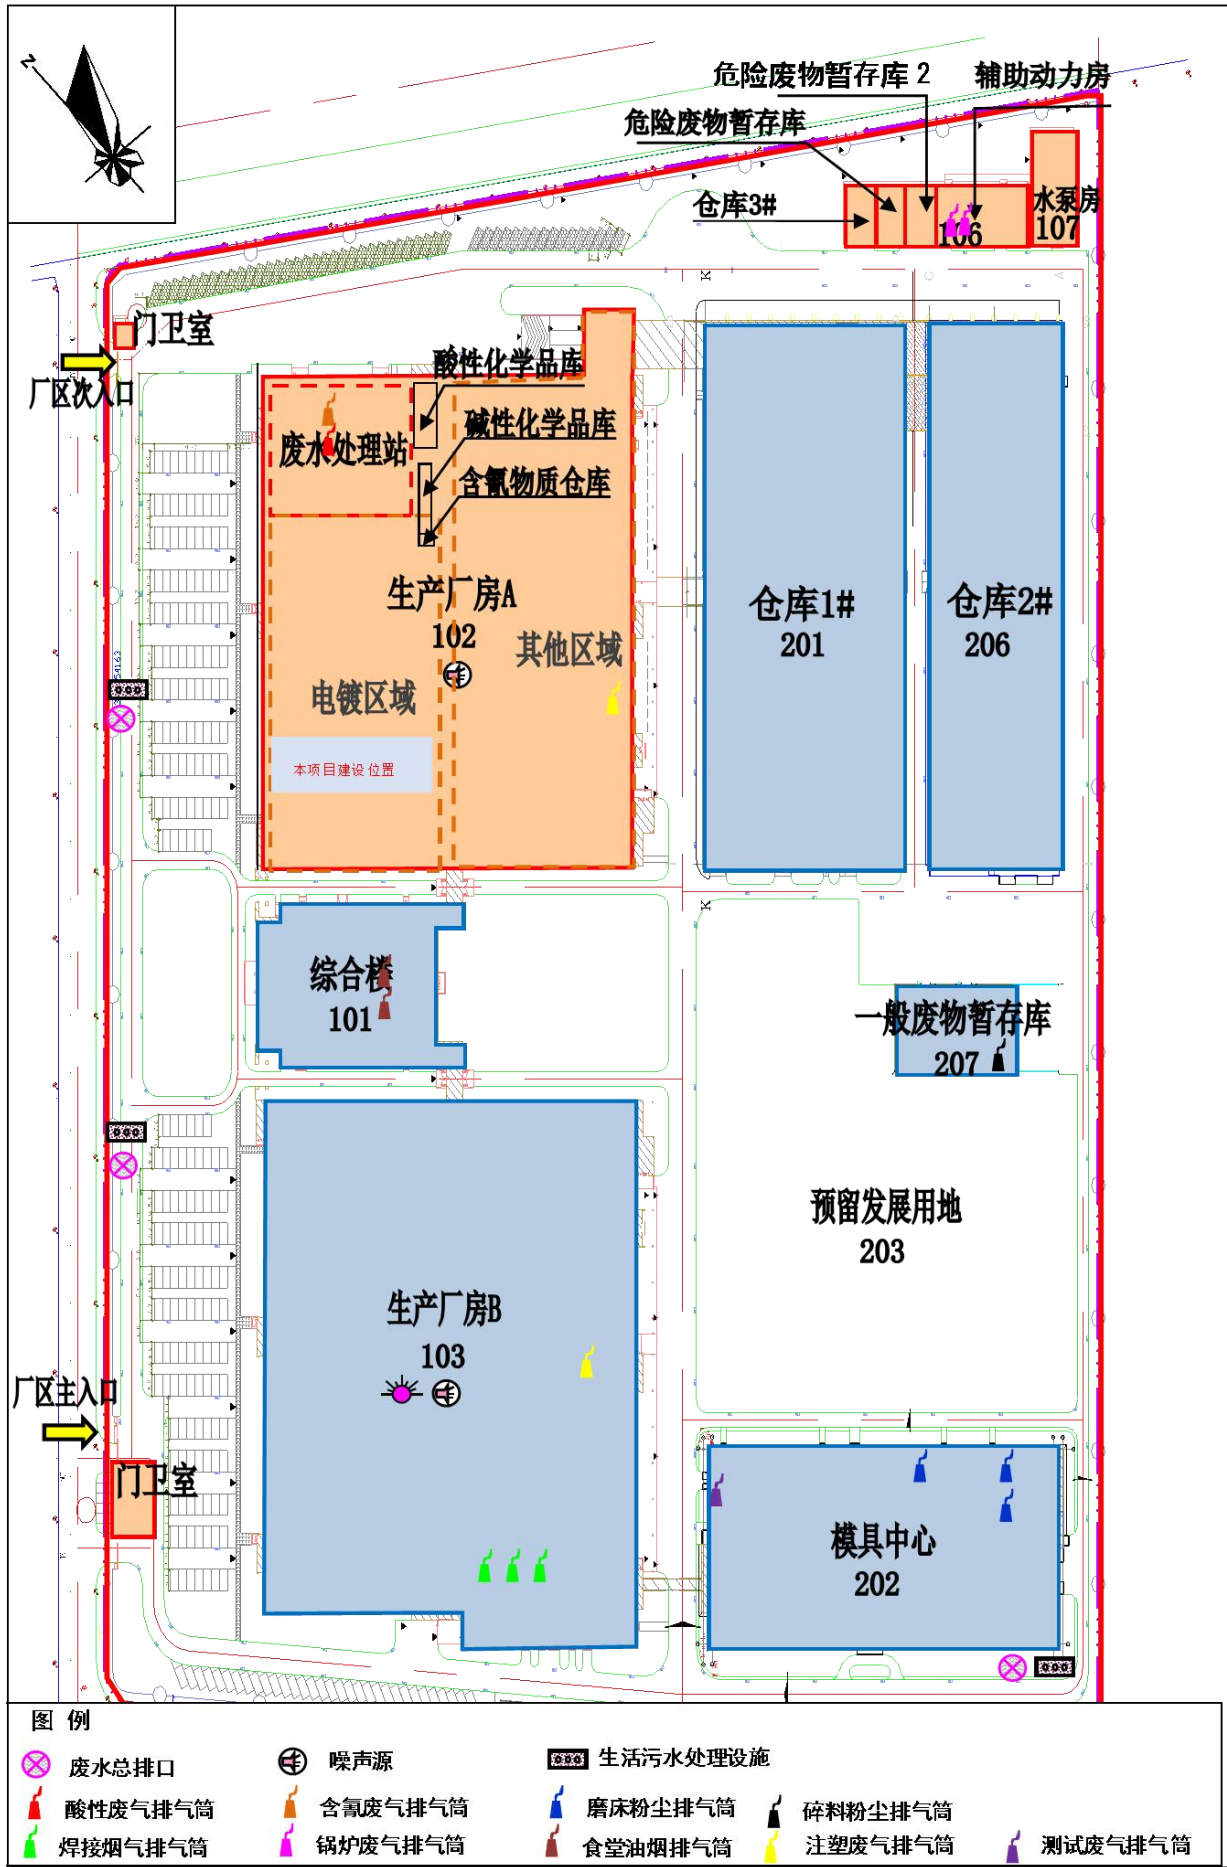 N
危险废物暂存库 2
辅助动力房
危险废物暂存库
仓库3#
水泵房
106
107
门卫室
厂区次入口
酸性化学品库
碱性化学品库
废水处理站
含氰物质仓库
生产厂房A
102
其他区域
电镀区域
本项目建设位置
仓库1#
201
仓库2#
206
K
K
综合楼
101
一般废物暂存库
207
预留发展用地
203
生产厂房B
103
厂区主入口
门卫室
模具中心
202
图 例
废水总排口
噪声源
生活污水处理设施
酸性废气排气筒
含氰废气排气筒
磨床粉尘排气筒
碎料粉尘排气筒
焊接烟气排气筒
锅炉废气排气筒
食堂油烟排气筒
注塑废气排气筒
测试废气排气筒